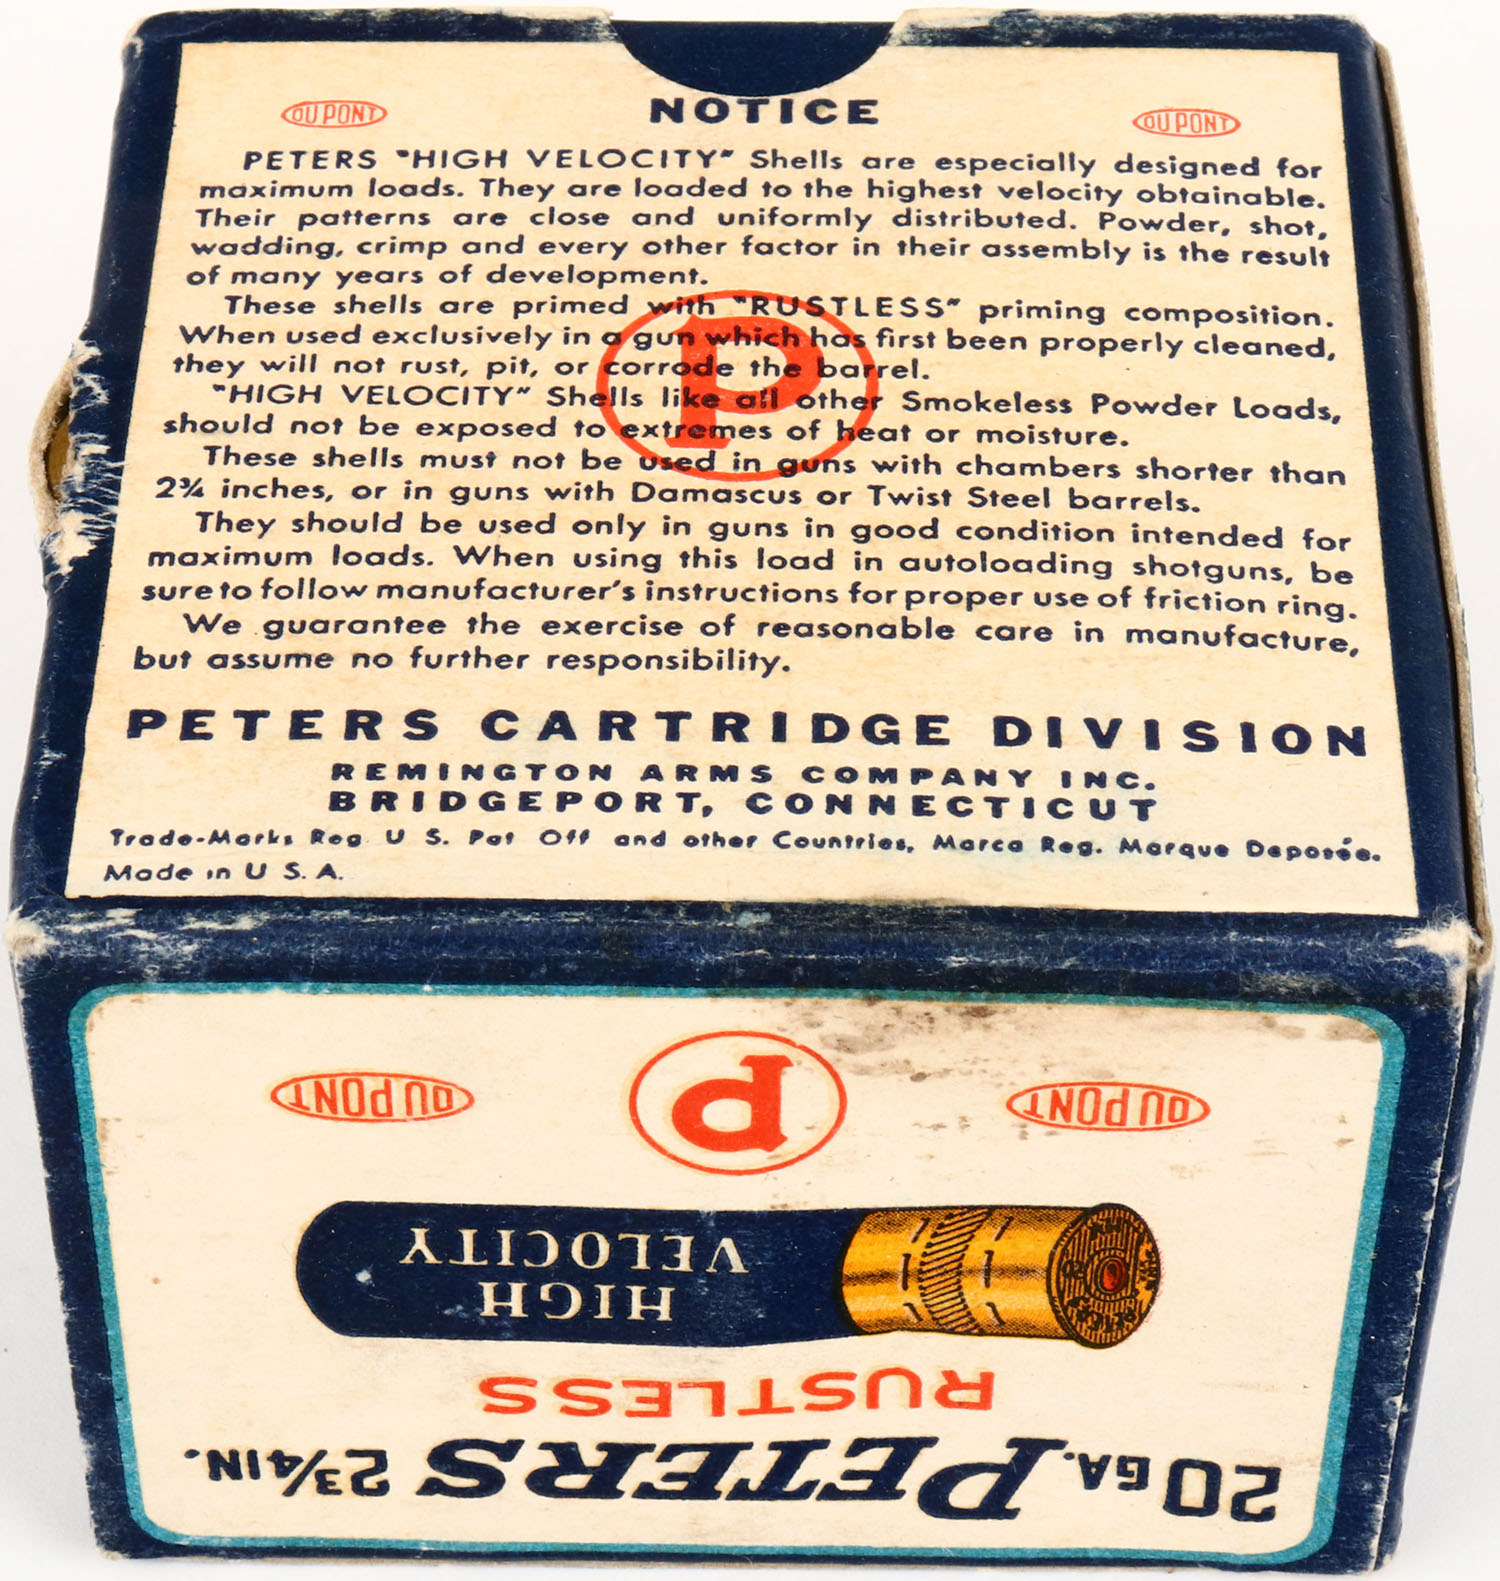 DU PONT NOTICE DU PONT
PETERS "HIGH VELOCITY" Shells are especially designed for
maximum loads. They are loaded to the highest velocity obtainable.
Their patterns are close and uniformly distributed. Powder, shot,
wadding, crimp and every other factor in their assembly is the result
of many years of development.
These shells are primed with "RUSTLESS" priming composition.
When used exclusively in a gun which has first been properly cleaned,
they will not rust, pit, or corrode the barrel.
"HIGH VELOCITY" Shells like all other Smokeless Powder Loads,
should not be exposed to extremes of heat or moisture.
These shells must not be used in guns with chambers shorter than
2¾ inches, or in guns with Damascus or Twist Steel barrels.
They should be used only in guns in good condition intended for
maximum loads. When using this load in autoloading shotguns, be
sure to follow manufacturer's instructions for proper use of friction ring.
We guarantee the exercise of reasonable care in manufacture,
but assume no further responsibility.
P
PETERS CARTRIDGE DIVISION
REMINGTON ARMS COMPANY INC.
BRIDGEPORT, CONNECTICUT
Trade-Marks Reg U S. Pat Off and other Countries, Marca Reg. Marque Deposée.
Made in U S. A.
20 GA. PETERS 2¾ IN.
RUSTLESS
HIGH
VELOCITY
PETERS
20
DU PONT P DU PONT